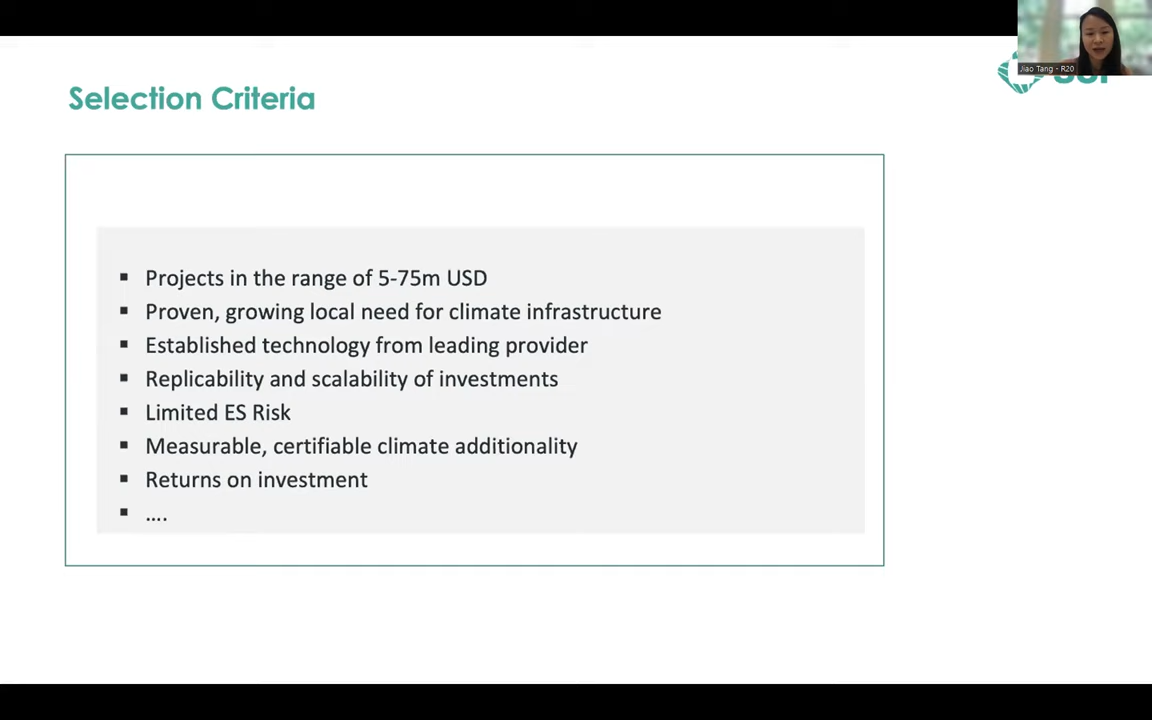 Jiao Tang - R20
Selection Criteria
▪ Projects in the range of 5-75m USD
▪ Proven, growing local need for climate infrastructure
▪ Established technology from leading provider
▪ Replicability and scalability of investments
▪ Limited ES Risk
▪ Measurable, certifiable climate additionality
▪ Returns on investment
▪ ....